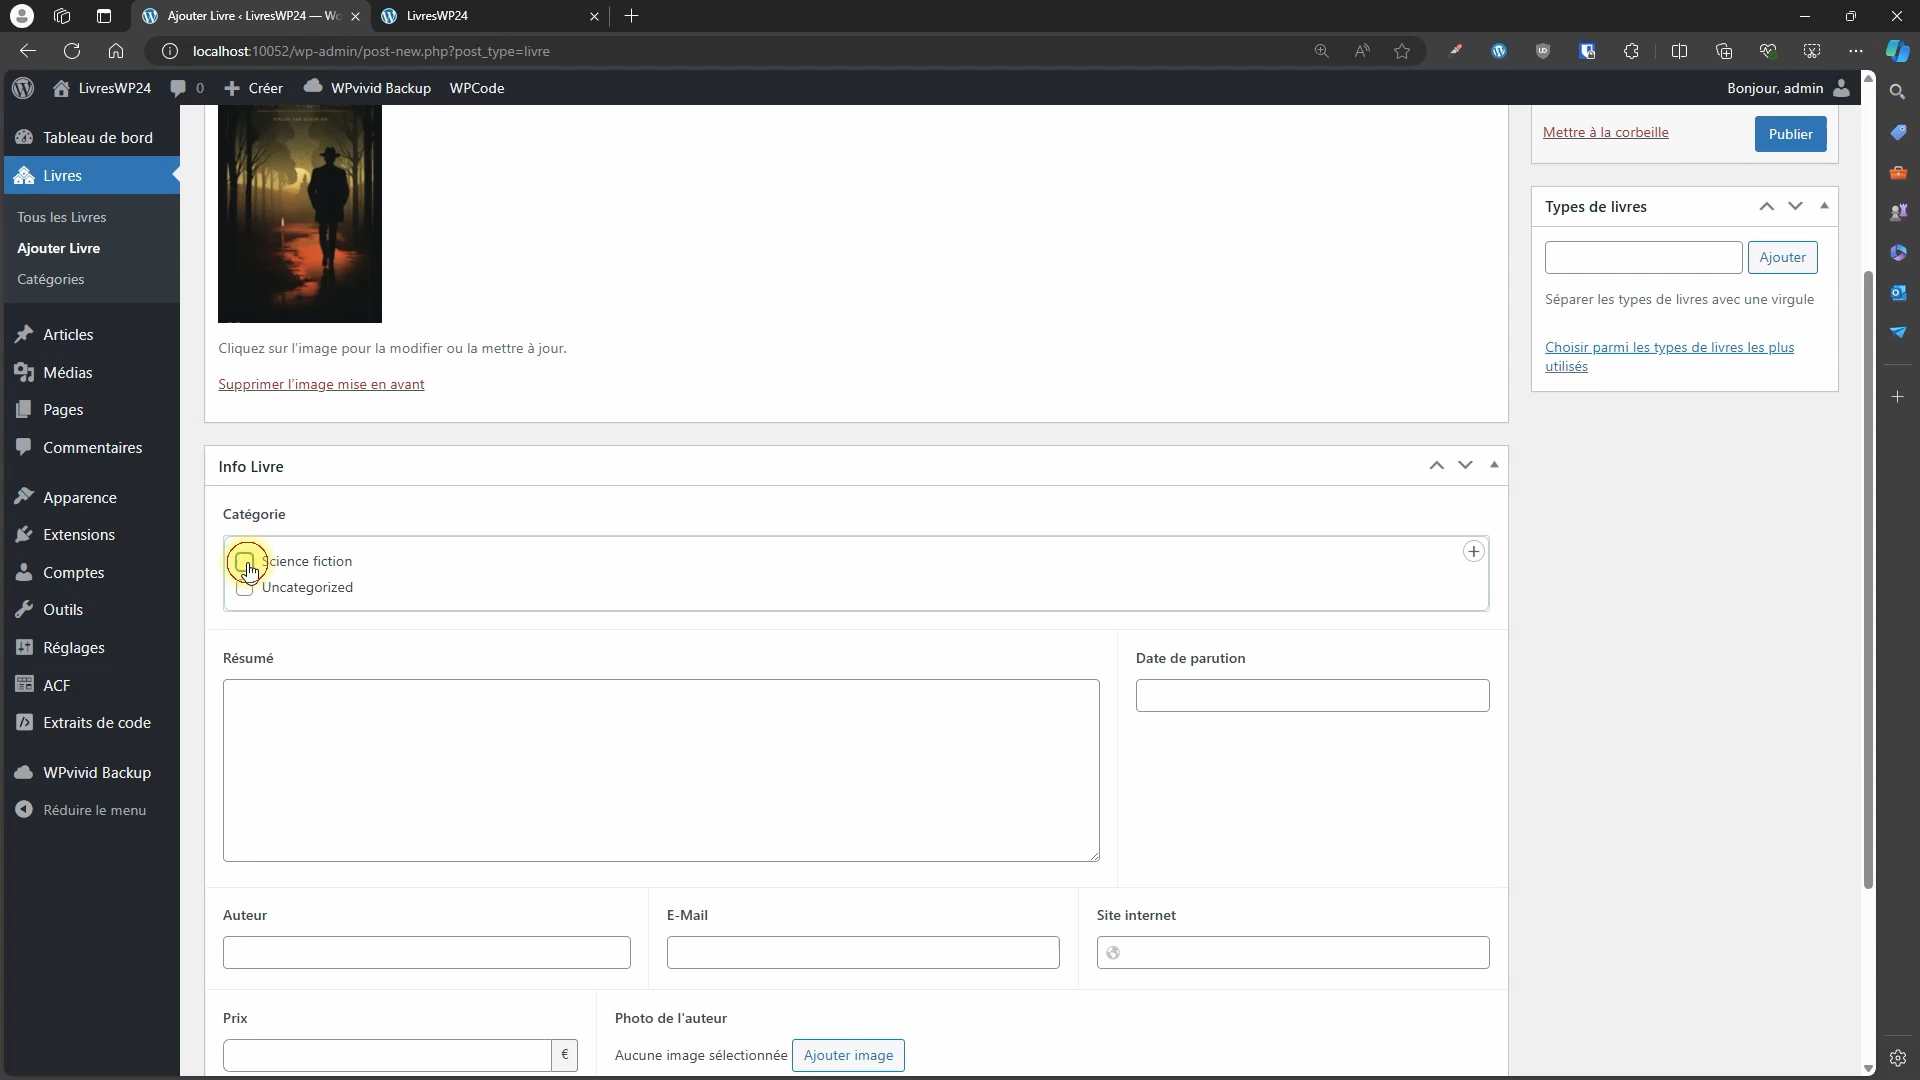 Ajouter Livre ‹ LivresWP24 — Wo
LivresWP24
localhost:10052/wp-admin/post-new.php?post_type=livre
LivresWP24
0
Créer
WPvivid Backup
WPCode
Bonjour, admin
Tableau de bord
Livres
Tous les Livres
Ajouter Livre
Catégories
Articles
Médias
Pages
Commentaires
Apparence
Extensions
Comptes
Outils
Réglages
ACF
Extraits de code
WPvivid Backup
Réduire le menu
Cliquez sur l'image pour la modifier ou la mettre à jour.
Supprimer l'image mise en avant
Info Livre
Catégorie
Science fiction
Uncategorized
Résumé
Date de parution
Auteur
E-Mail
Site internet
Prix
€
Photo de l'auteur
Aucune image sélectionnée
Ajouter image
Mettre à la corbeille
Publier
Types de livres
Ajouter
Séparer les types de livres avec une virgule
Choisir parmi les types de livres les plus
utilisés